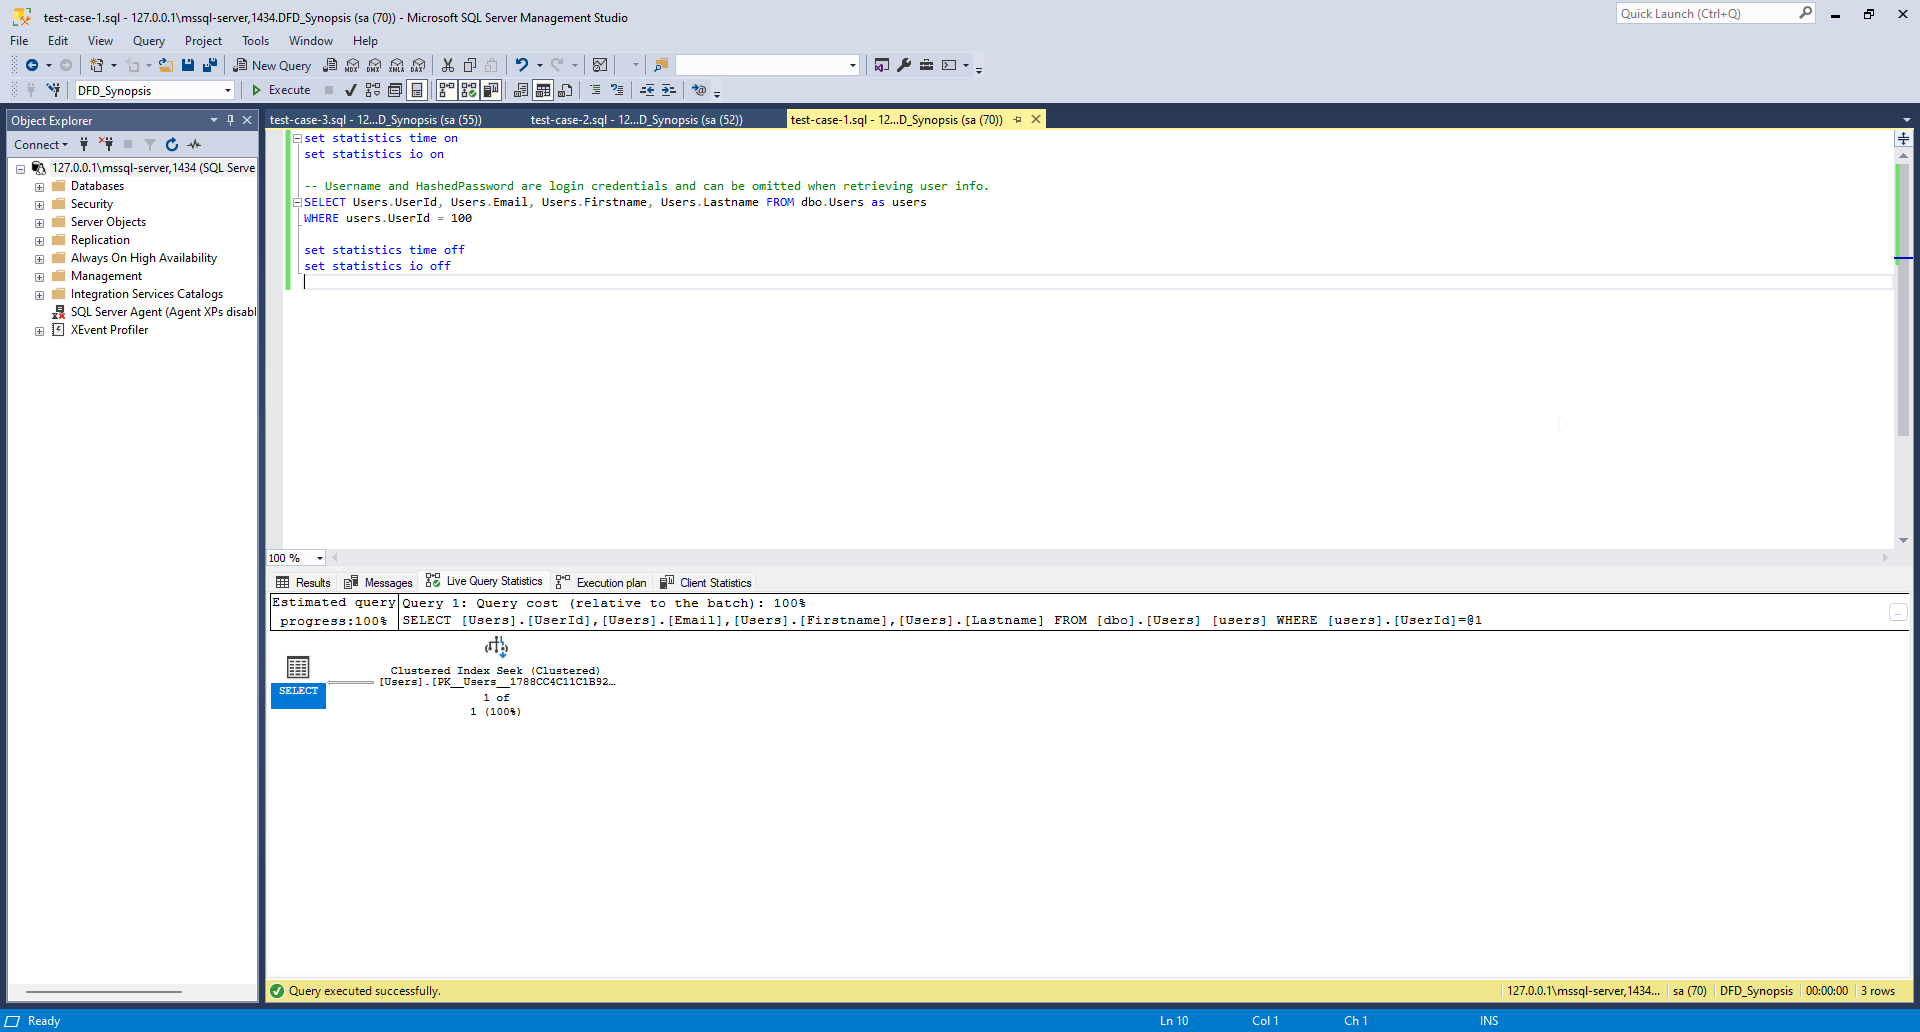 test-case-1.sql - 127.0.0.1\mssql-server,1434.DFD_Synopsis (sa (70)) - Microsoft SQL Server Management Studio
Quick Launch (Ctrl+Q)
File Edit View Query Project Tools Window Help
New Query MDX DMX XMLA DAX
DFD_Synopsis Execute
Object Explorer
Connect
127.0.0.1\mssql-server,1434 (SQL Serve
Databases
Security
Server Objects
Replication
Always On High Availability
Management
Integration Services Catalogs
SQL Server Agent (Agent XPs disabl
XEvent Profiler
test-case-3.sql - 12...D_Synopsis (sa (55)) test-case-2.sql - 12...D_Synopsis (sa (52)) test-case-1.sql - 12...D_Synopsis (sa (70))
set statistics time on
set statistics io on
-- Username and HashedPassword are login credentials and can be omitted when retrieving user info.
SELECT Users.UserId, Users.Email, Users.Firstname, Users.Lastname FROM dbo.Users as users
WHERE users.UserId = 100
set statistics time off
set statistics io off
100 %
Results Messages Live Query Statistics Execution plan Client Statistics
Estimated query progress:100%
Query 1: Query cost (relative to the batch): 100%
SELECT [Users].[UserId],[Users].[Email],[Users].[Firstname],[Users].[Lastname] FROM [dbo].[Users] [users] WHERE [users].[UserId]=@1
SELECT
Clustered Index Seek (Clustered)
[Users].[PK__Users__1788CC4C11C1B92…
1 of
1 (100%)
Query executed successfully.
127.0.0.1\mssql-server,1434... sa (70) DFD_Synopsis 00:00:00 3 rows
Ready Ln 10 Col 1 Ch 1 INS